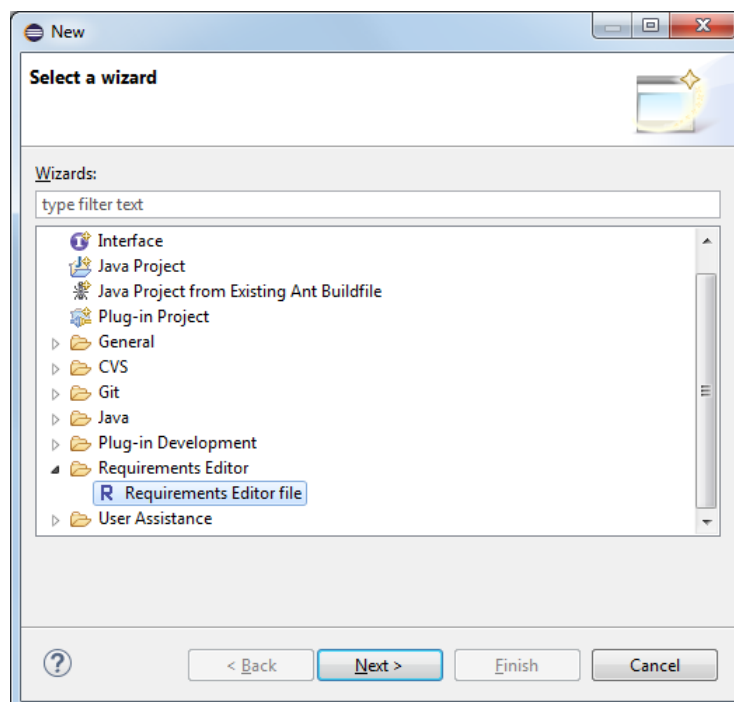 New
Select a wizard
Wizards:
type filter text
Interface
Java Project
Java Project from Existing Ant Buildfile
Plug-in Project
General
CVS
Git
Java
Plug-in Development
Requirements Editor
R Requirements Editor file
User Assistance
? < Back Next > Finish Cancel